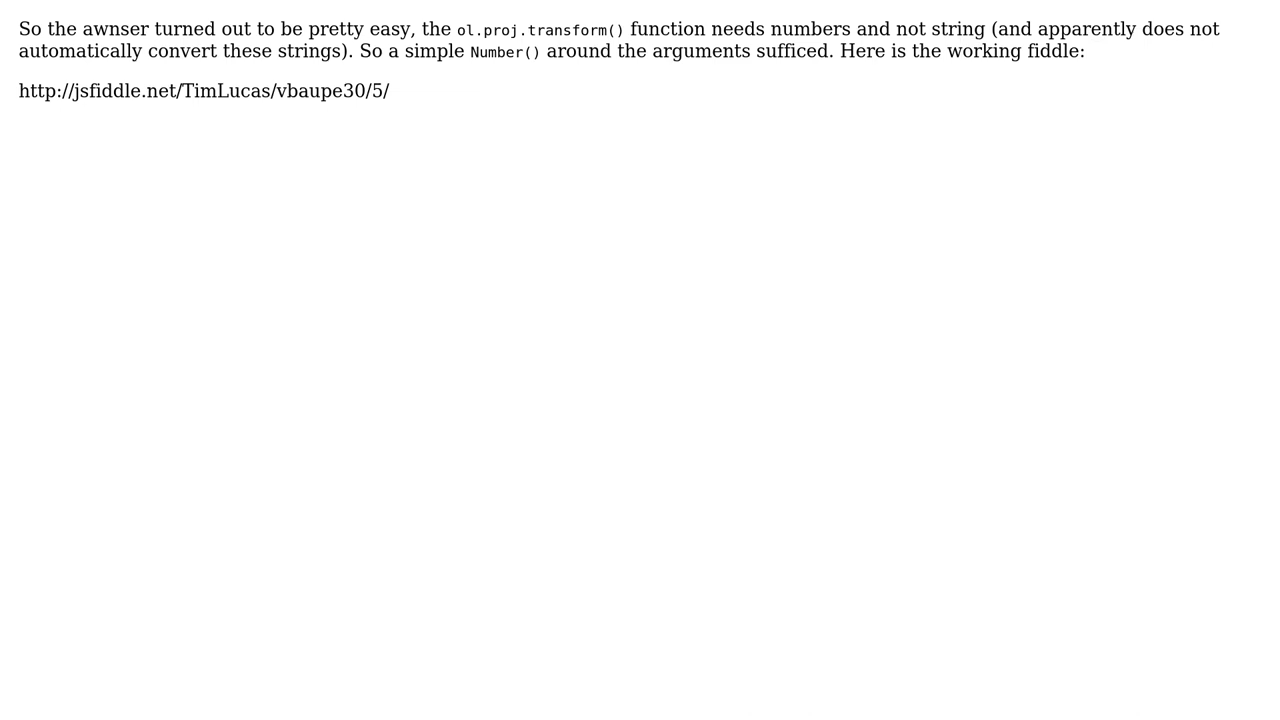 So the awnser turned out to be pretty easy, the ol.proj.transform() function needs numbers and not string (and apparently does not
automatically convert these strings). So a simple Number() around the arguments sufficed. Here is the working fiddle:
http://jsfiddle.net/TimLucas/vbaupe30/5/